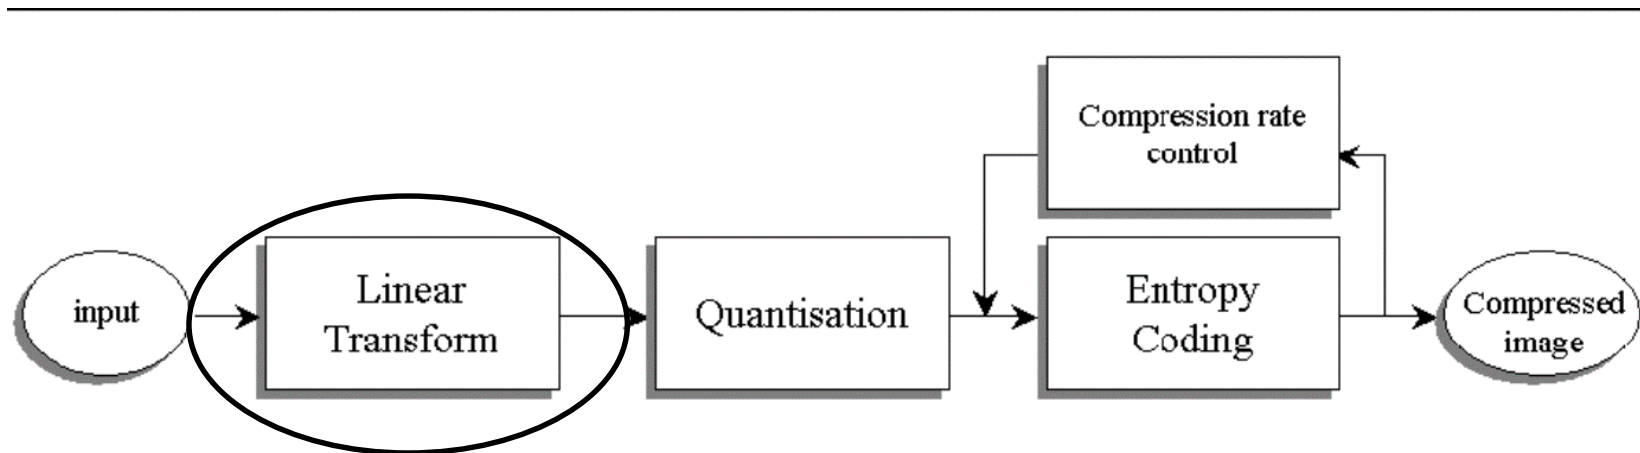 Compression rate
control
input
Linear
Transform
Quantisation
Entropy
Coding
Compressed
image